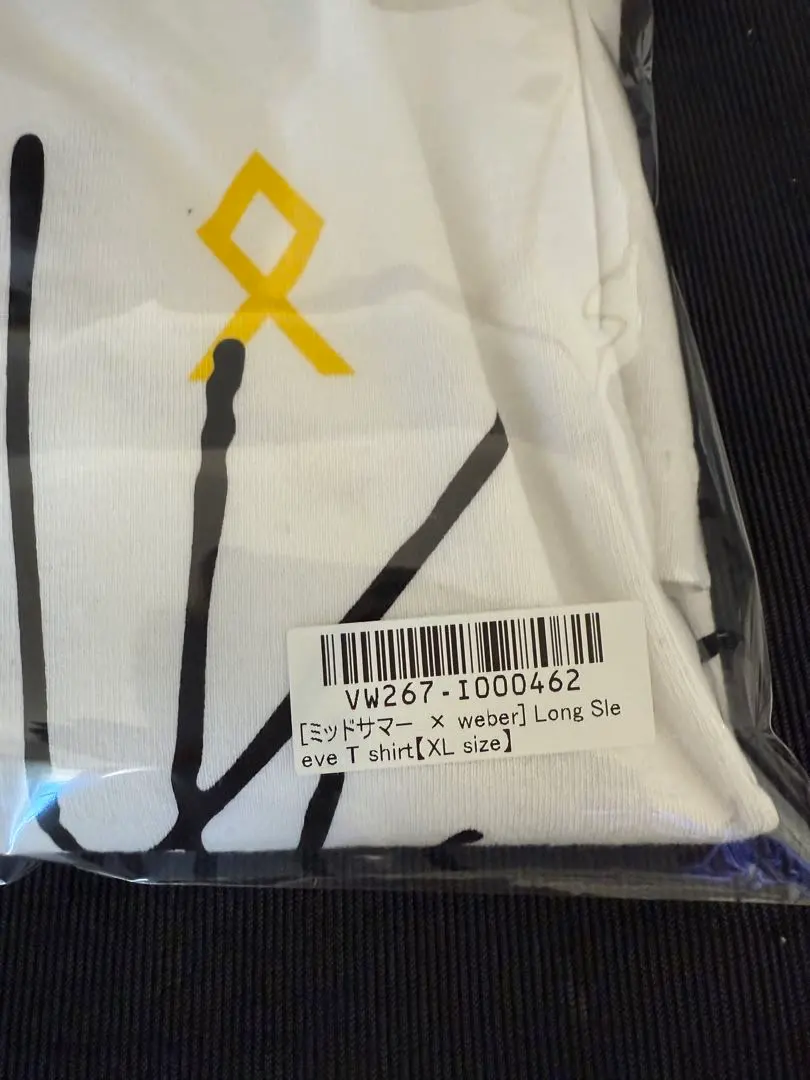 VW267-I000462
[ミッドサマー × weber] Long Sle
eve T shirt【XL size】